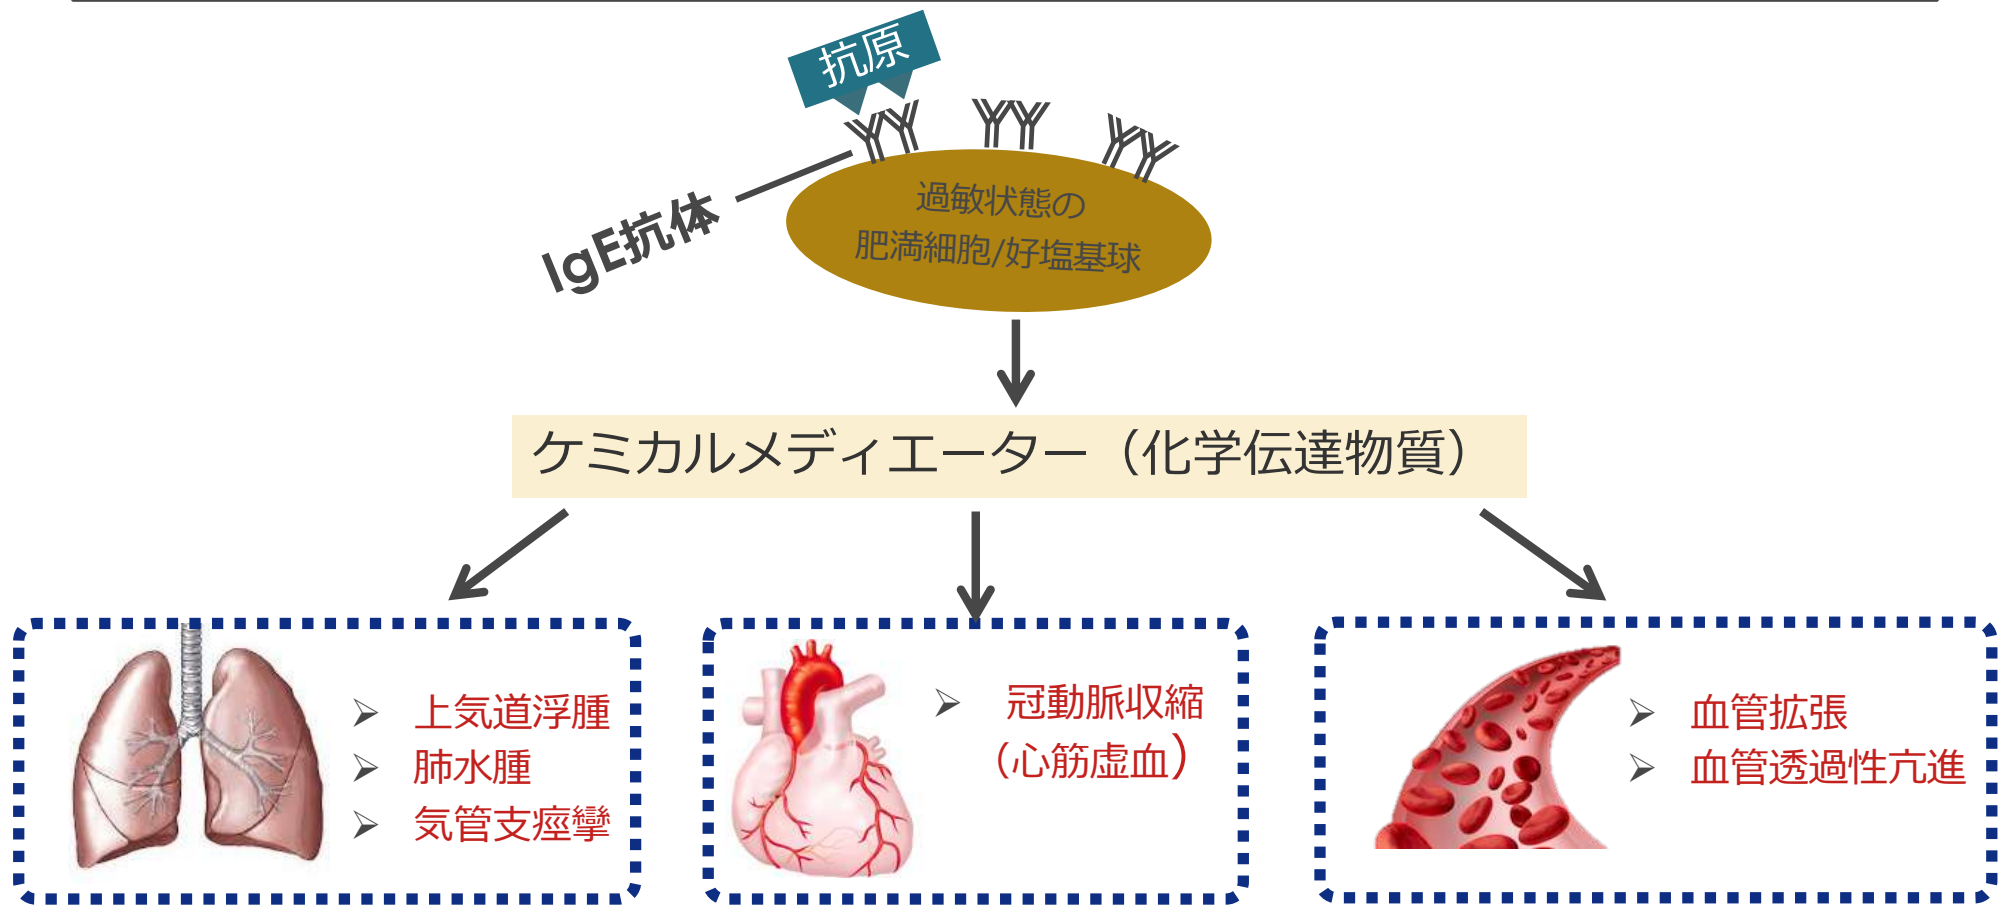 抗原
IgE抗体
過敏状態の
肥満細胞/好塩基球
ケミカルメディエーター（化学伝達物質）
➢ 上気道浮腫
➢ 肺水腫
➢ 気管支痙攣
➢ 冠動脈収縮
（心筋虚血）
➢ 血管拡張
➢ 血管透過性亢進